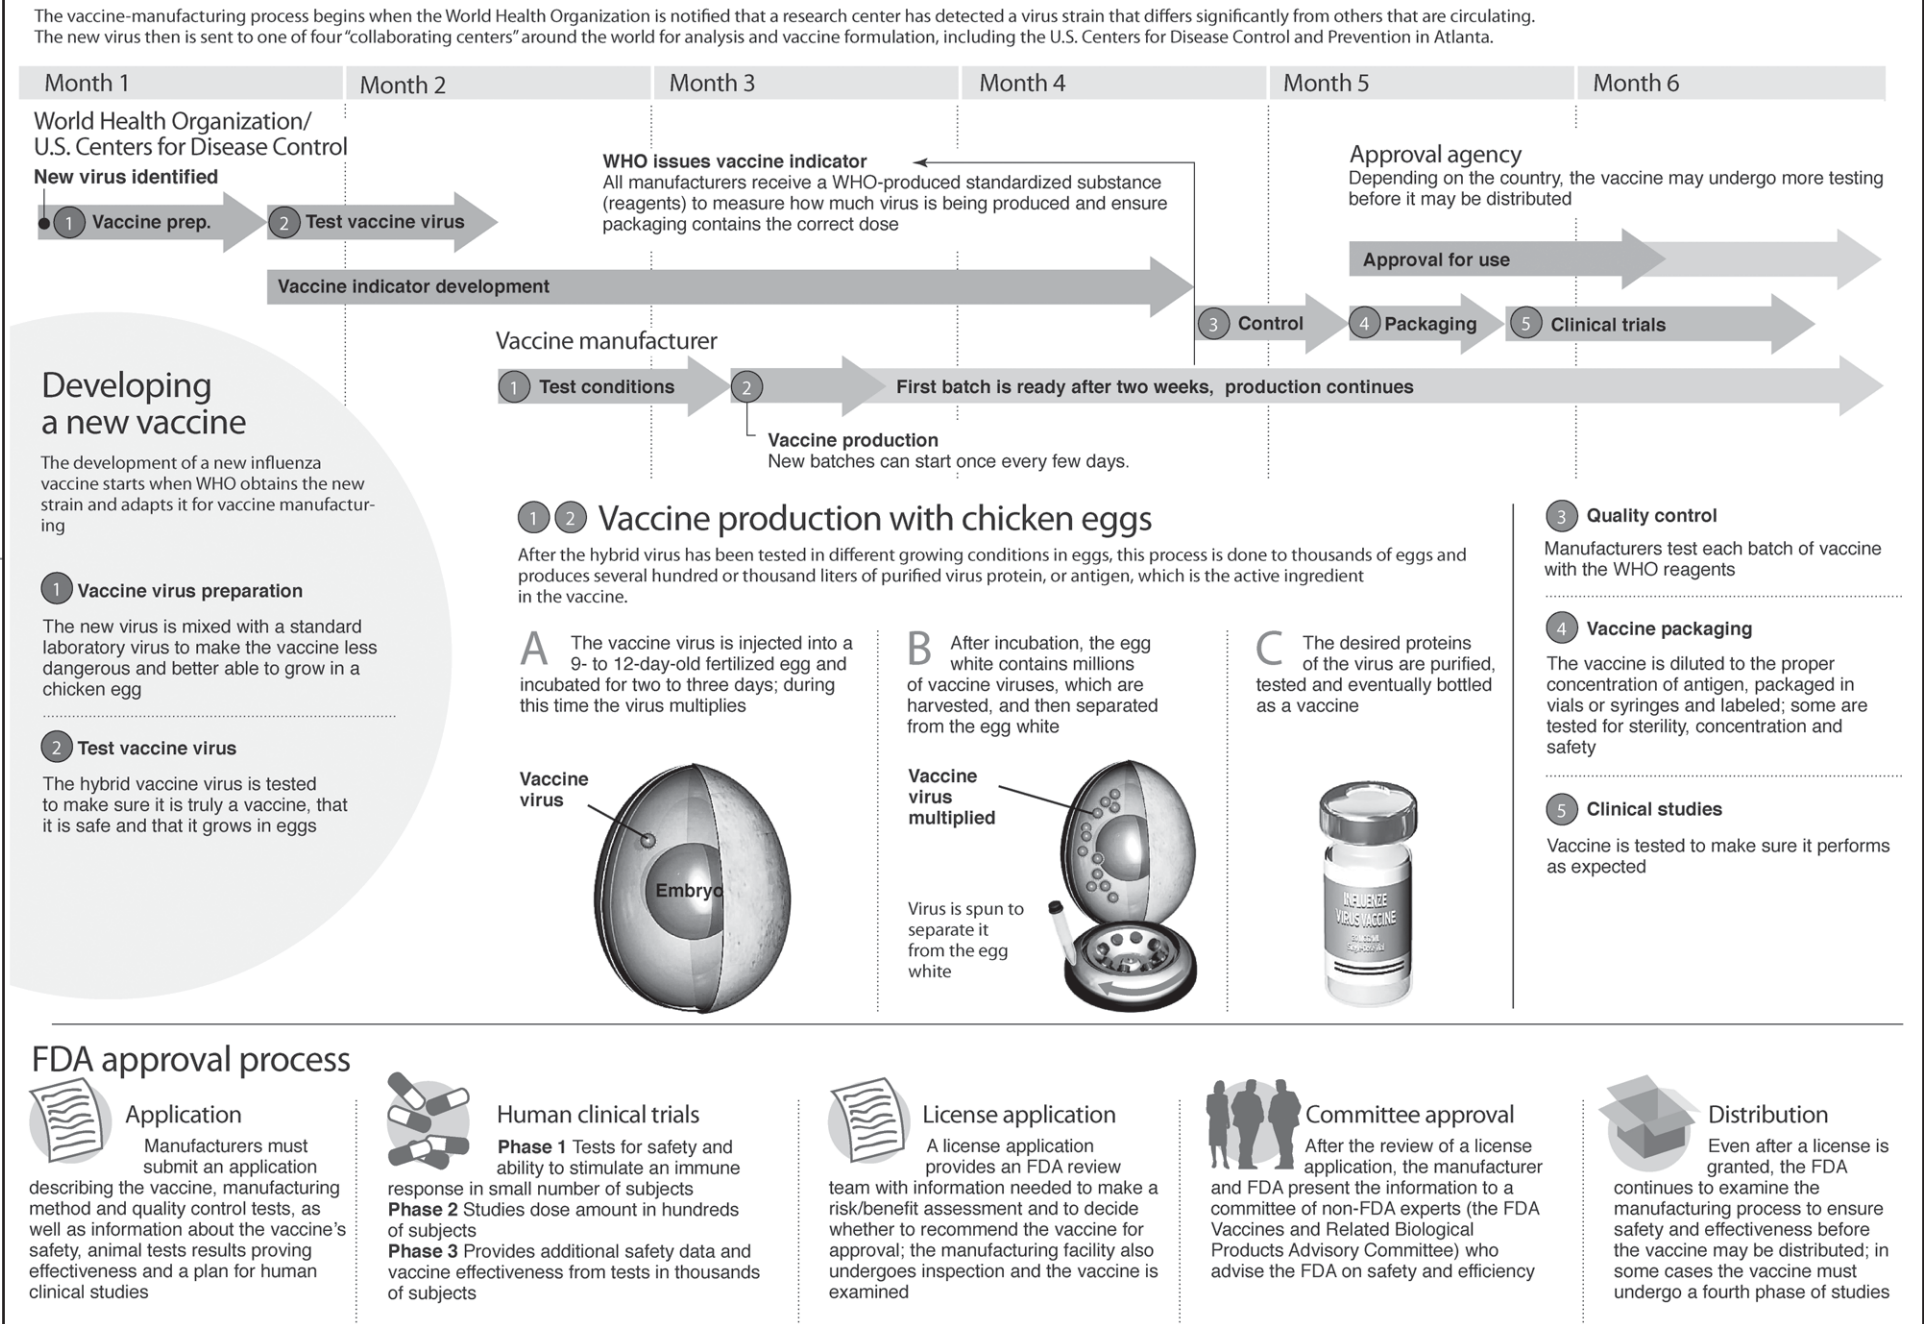 The vaccine-manufacturing process begins when the World Health Organization is notified that a research center has detected a virus strain that differs significantly from others that are circulating.
The new virus then is sent to one of four “collaborating centers” around the world for analysis and vaccine formulation, including the U.S. Centers for Disease Control and Prevention in Atlanta.
Month 1
Month 2
Month 3
Month 4
Month 5
Month 6
World Health Organization/
U.S. Centers for Disease Control
New virus identified
1 Vaccine prep.
2 Test vaccine virus
WHO issues vaccine indicator
All manufacturers receive a WHO-produced standardized substance
(reagents) to measure how much virus is being produced and ensure
packaging contains the correct dose
Approval agency
Depending on the country, the vaccine may undergo more testing
before it may be distributed
Approval for use
Vaccine indicator development
3 Control
4 Packaging
5 Clinical trials
Vaccine manufacturer
1 Test conditions
2
First batch is ready after two weeks, production continues
Vaccine production
New batches can start once every few days.
Developing
a new vaccine
The development of a new influenza
vaccine starts when WHO obtains the new
strain and adapts it for vaccine manufactur-
ing
1 Vaccine virus preparation
The new virus is mixed with a standard
laboratory virus to make the vaccine less
dangerous and better able to grow in a
chicken egg
2 Test vaccine virus
The hybrid vaccine virus is tested
to make sure it is truly a vaccine, that
it is safe and that it grows in eggs
1 2 Vaccine production with chicken eggs
After the hybrid virus has been tested in different growing conditions in eggs, this process is done to thousands of eggs and
produces several hundred or thousand liters of purified virus protein, or antigen, which is the active ingredient
in the vaccine.
A The vaccine virus is injected into a
9- to 12-day-old fertilized egg and
incubated for two to three days; during
this time the virus multiplies
Vaccine
virus
Embryo
B After incubation, the egg
white contains millions
of vaccine viruses, which are
harvested, and then separated
from the egg white
Vaccine
virus
multiplied
Virus is spun to
separate it
from the egg
white
C The desired proteins
of the virus are purified,
tested and eventually bottled
as a vaccine
INFLUENZE
VIRUS VACCINE
3 Quality control
Manufacturers test each batch of vaccine
with the WHO reagents
4 Vaccine packaging
The vaccine is diluted to the proper
concentration of antigen, packaged in
vials or syringes and labeled; some are
tested for sterility, concentration and
safety
5 Clinical studies
Vaccine is tested to make sure it performs
as expected
FDA approval process
Application
Manufacturers must
submit an application
describing the vaccine, manufacturing
method and quality control tests, as
well as information about the vaccine’s
safety, animal tests results proving
effectiveness and a plan for human
clinical studies
Human clinical trials
Phase 1 Tests for safety and
ability to stimulate an immune
response in small number of subjects
Phase 2 Studies dose amount in hundreds
of subjects
Phase 3 Provides additional safety data and
vaccine effectiveness from tests in thousands
of subjects
License application
A license application
provides an FDA review
team with information needed to make a
risk/benefit assessment and to decide
whether to recommend the vaccine for
approval; the manufacturing facility also
undergoes inspection and the vaccine is
examined
Committee approval
After the review of a license
application, the manufacturer
and FDA present the information to a
committee of non-FDA experts (the FDA
Vaccines and Related Biological
Products Advisory Committee) who
advise the FDA on safety and efficiency
Distribution
Even after a license is
granted, the FDA
continues to examine the
manufacturing process to ensure
safety and effectiveness before
the vaccine may be distributed; in
some cases the vaccine must
undergo a fourth phase of studies